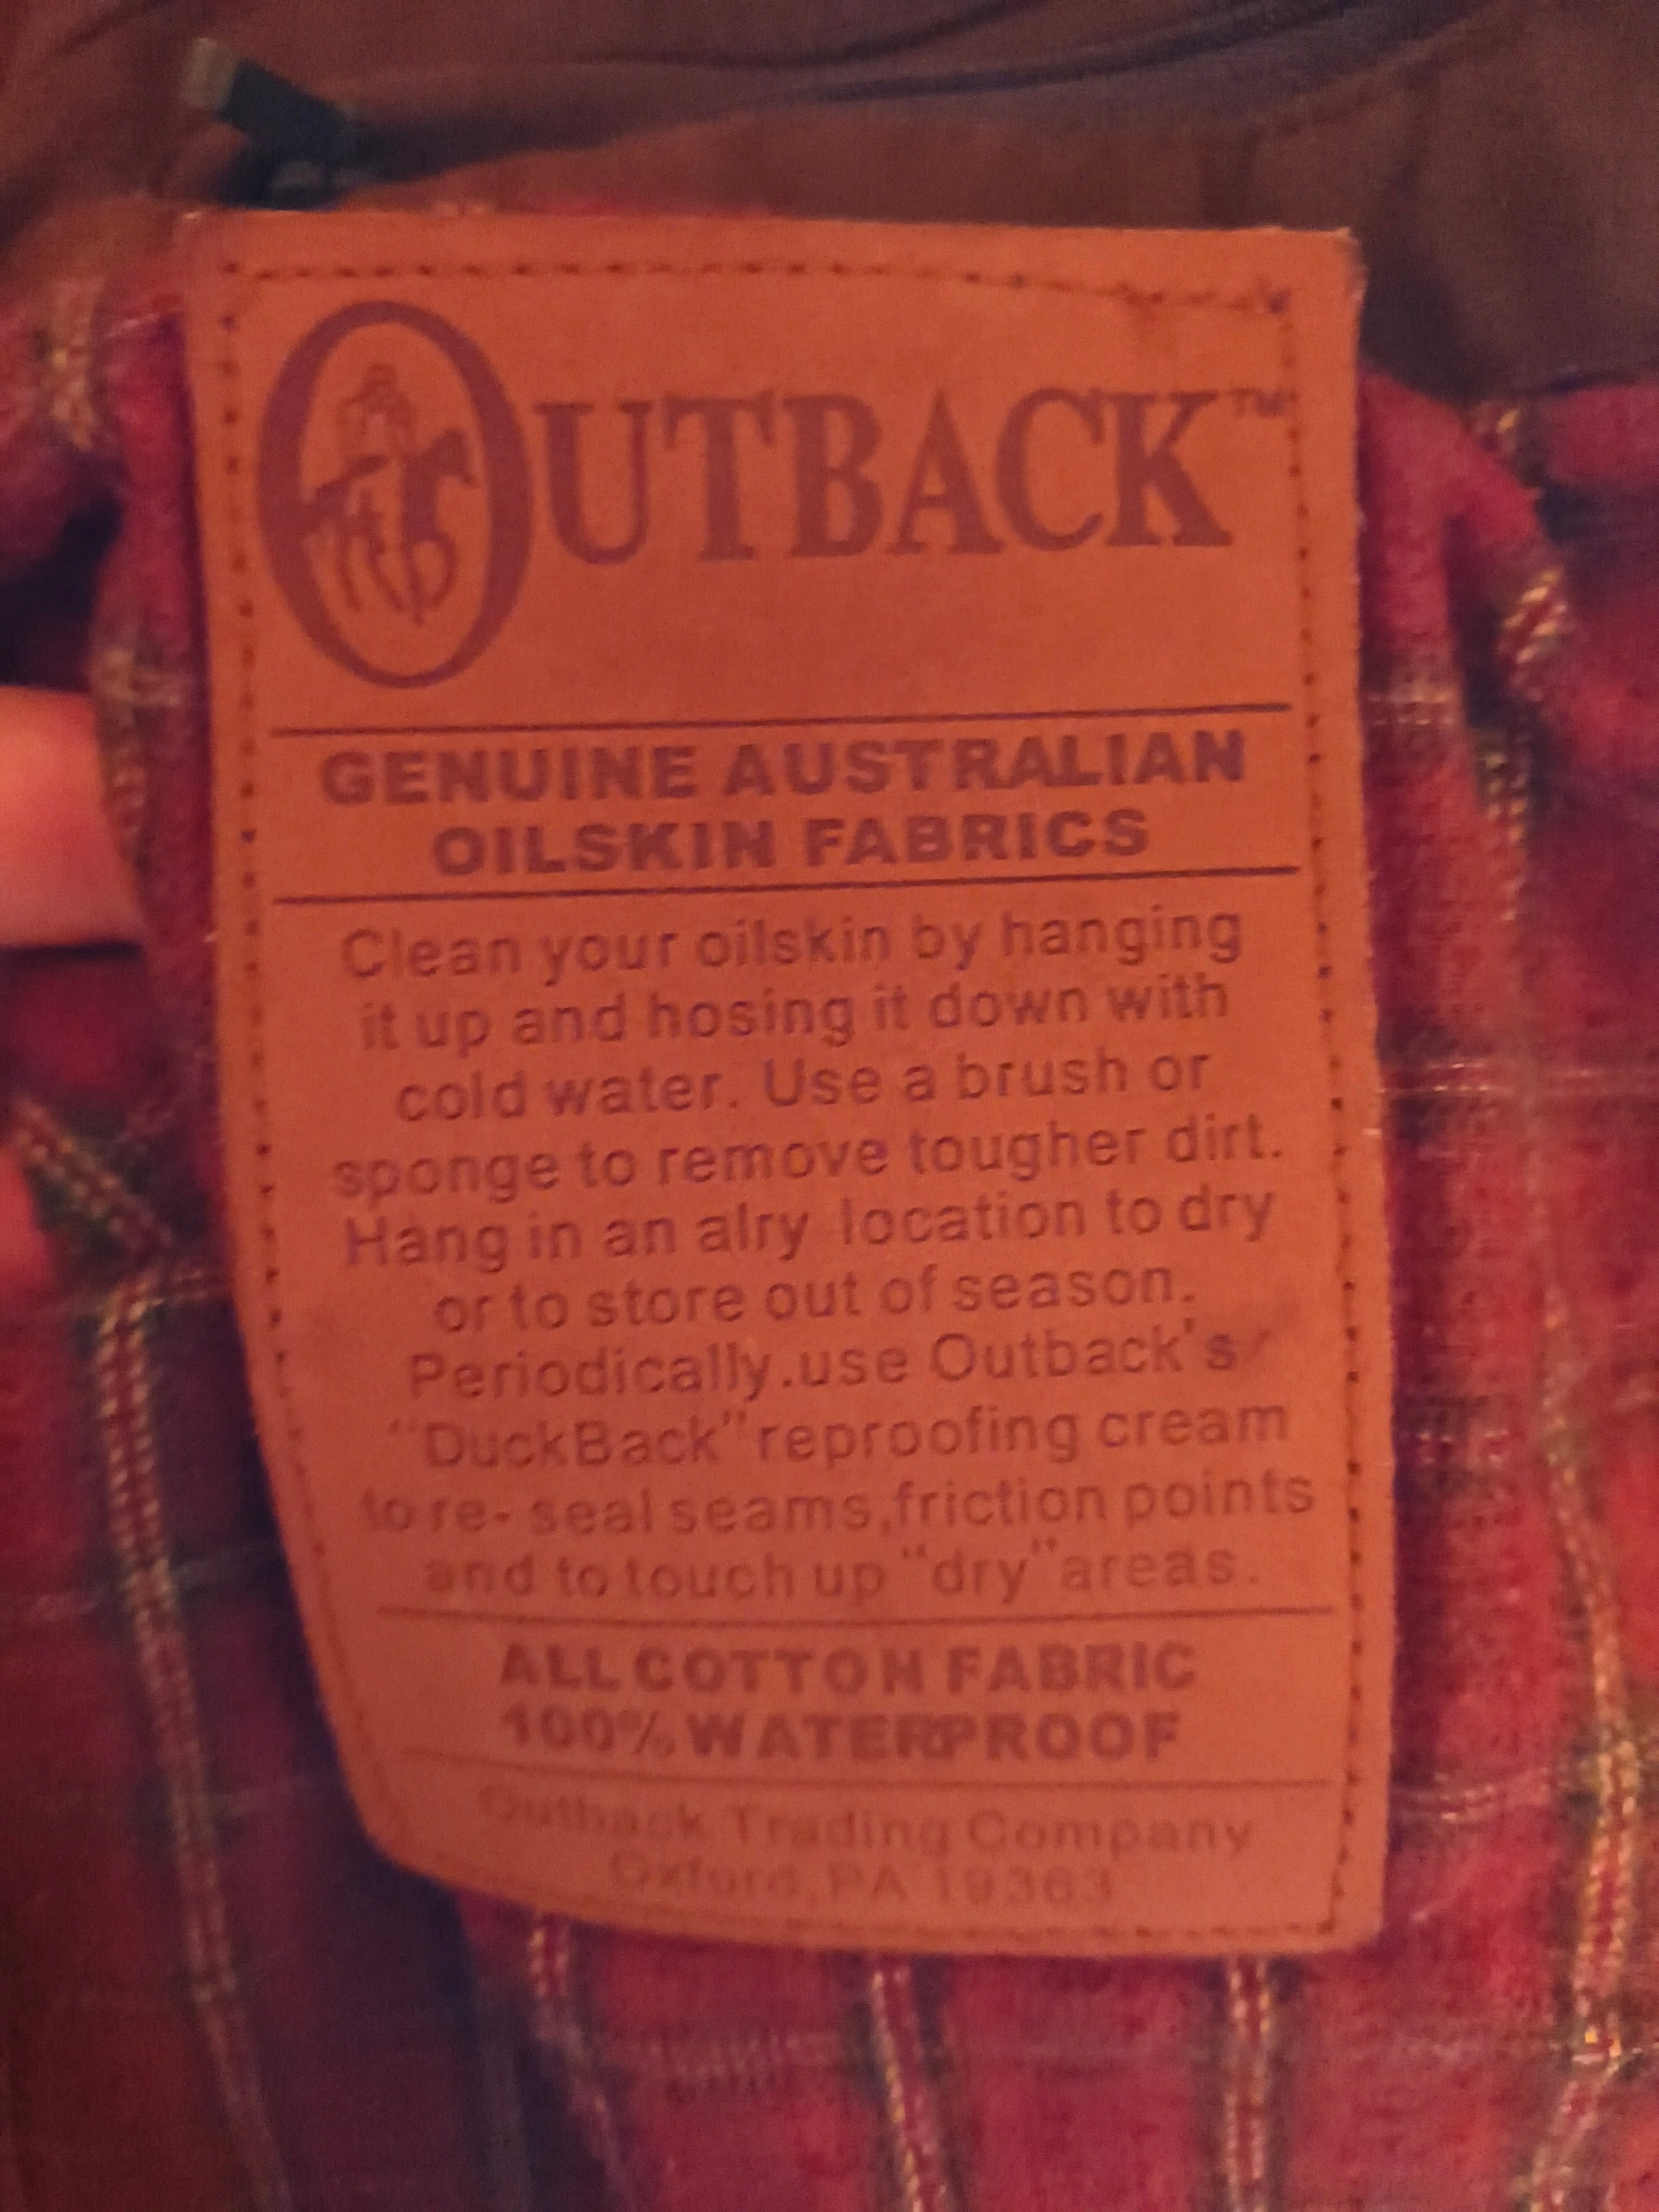 OUTBACK™
GENUINE AUSTRALIAN
OILSKIN FABRICS
Clean your oilskin by hanging
it up and hosing it down with
cold water. Use a brush or
sponge to remove tougher dirt.
Hang in an alry location to dry
or to store out of season.
Periodically.use Outback's
"DuckBack" reproofing cream
to re- seal seams,friction points
and to touch up "dry" areas.
ALL COTTON FABRIC
100% WATERPROOF
Outback Trading Company
Oxford, PA 19363